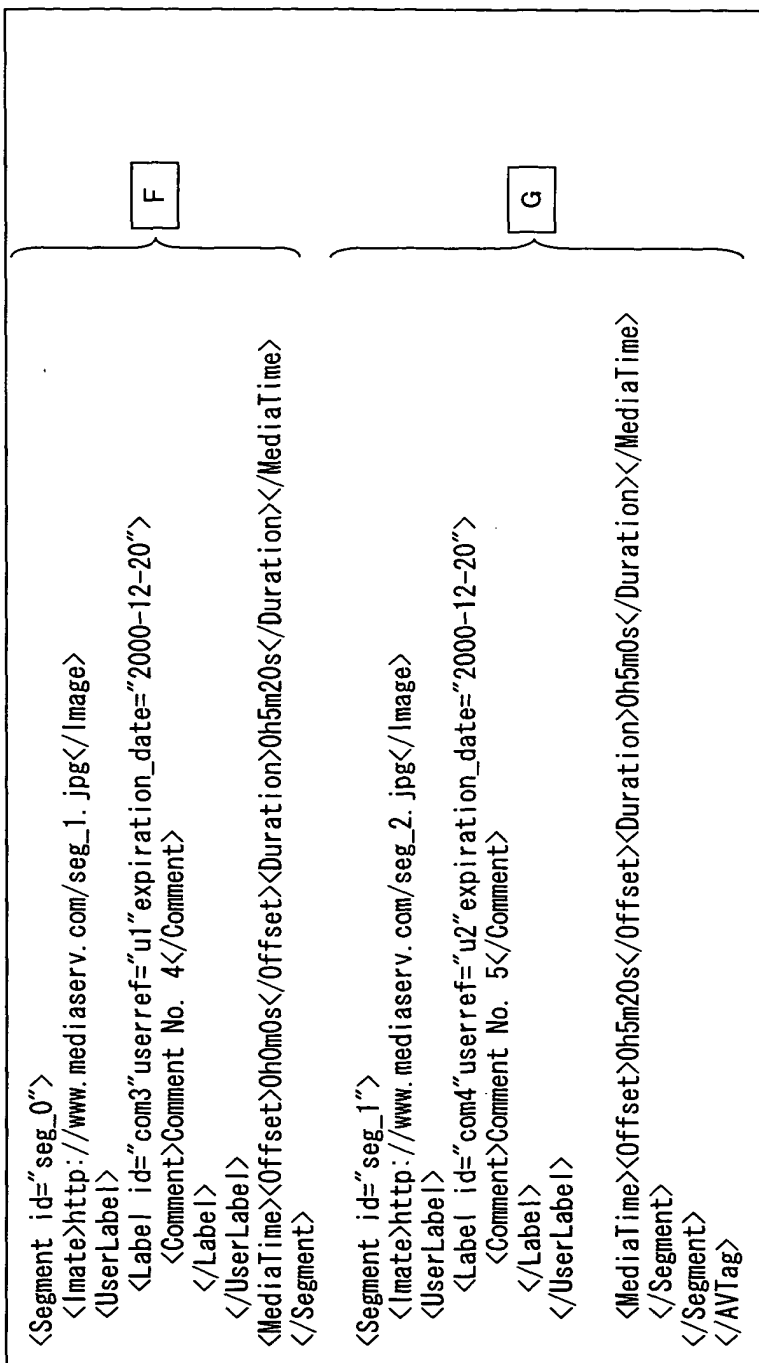 <Segment id="seg_0">
<Imate>http://www.mediaserv.com/seg_1.jpg</Image>
<UserLabel>
<Label id="com3"userref="u1"expiration_date="2000-12-20">
<Comment>Comment No. 4</Comment>
</Label>
</UserLabel>
<MediaTime><Offset>0h0m0s</Offset><Duration>0h5m20s</Duration></MediaTime>
</Segment>
F
<Segment id="seg_1">
<Imate>http://www.mediaserv.com/seg_2.jpg</Image>
<UserLabel>
<Label id="com4"userref="u2"expiration_date="2000-12-20">
<Comment>Comment No. 5</Comment>
</Label>
</UserLabel>
<MediaTime><Offset>0h5m20s</Offset><Duration>0h5m0s</Duration></MediaTime>
</Segment>
</Segment>
</AVTag>
G